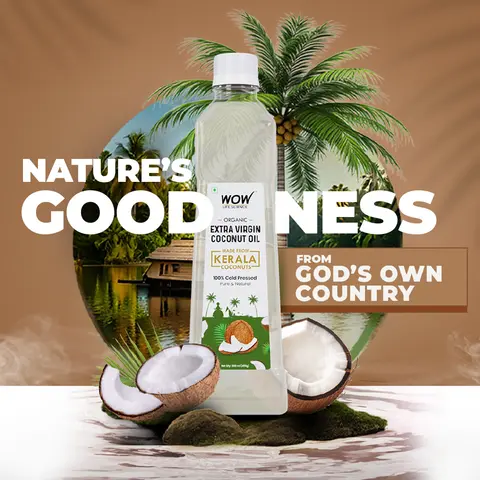 NATURE'S
GOODNESS
FROM
GOD'S OWN
COUNTRY
WOW
LIFE SCIENCE
ORGANIC
EXTRA VIRGIN
COCONUT OIL
MADE FROM
KERALA
COCONUTS
100% Cold Pressed
Pure & Natural